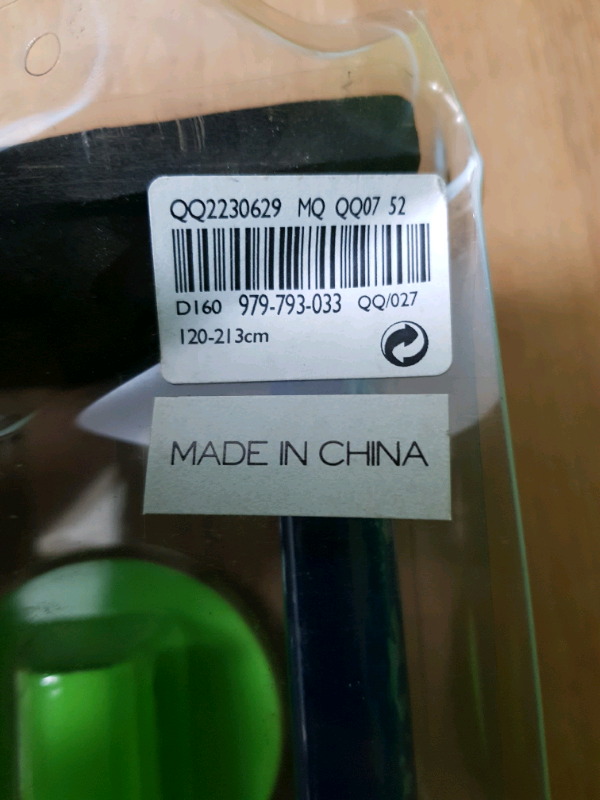 QQ2230629 MQ QQ07 52
D160 979-793-033 QQ/027
120-213cm
MADE IN CHINA